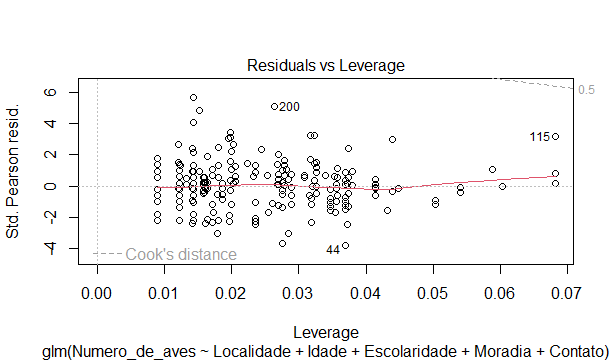 Residuals vs Leverage
Std. Pearson resid.
6
4
2
0
-2
-4
0.5
200
115
44
Cook's distance
0.00 0.01 0.02 0.03 0.04 0.05 0.06 0.07
Leverage
glm(Numero_de_aves ~ Localidade + Idade + Escolaridade + Moradia + Contato)